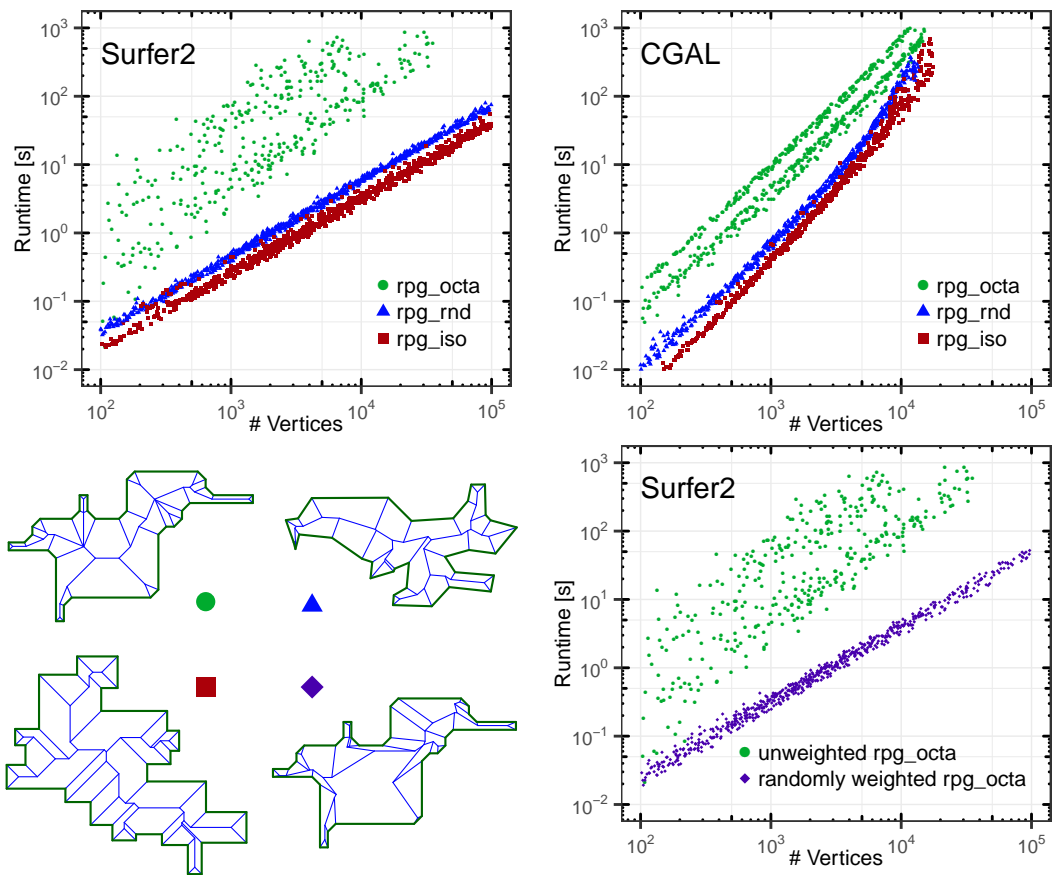 Surfer2
Runtime [s]
10³
10²
10¹
10⁰
10⁻¹
10⁻²
rpg_octa
rpg_rnd
rpg_iso
10² 10³ 10⁴ 10⁵
# Vertices
CGAL
Runtime [s]
10³
10²
10¹
10⁰
10⁻¹
10⁻²
rpg_octa
rpg_rnd
rpg_iso
10² 10³ 10⁴ 10⁵
# Vertices
Surfer2
Runtime [s]
10³
10²
10¹
10⁰
10⁻¹
10⁻²
unweighted rpg_octa
randomly weighted rpg_octa
10² 10³ 10⁴ 10⁵
# Vertices